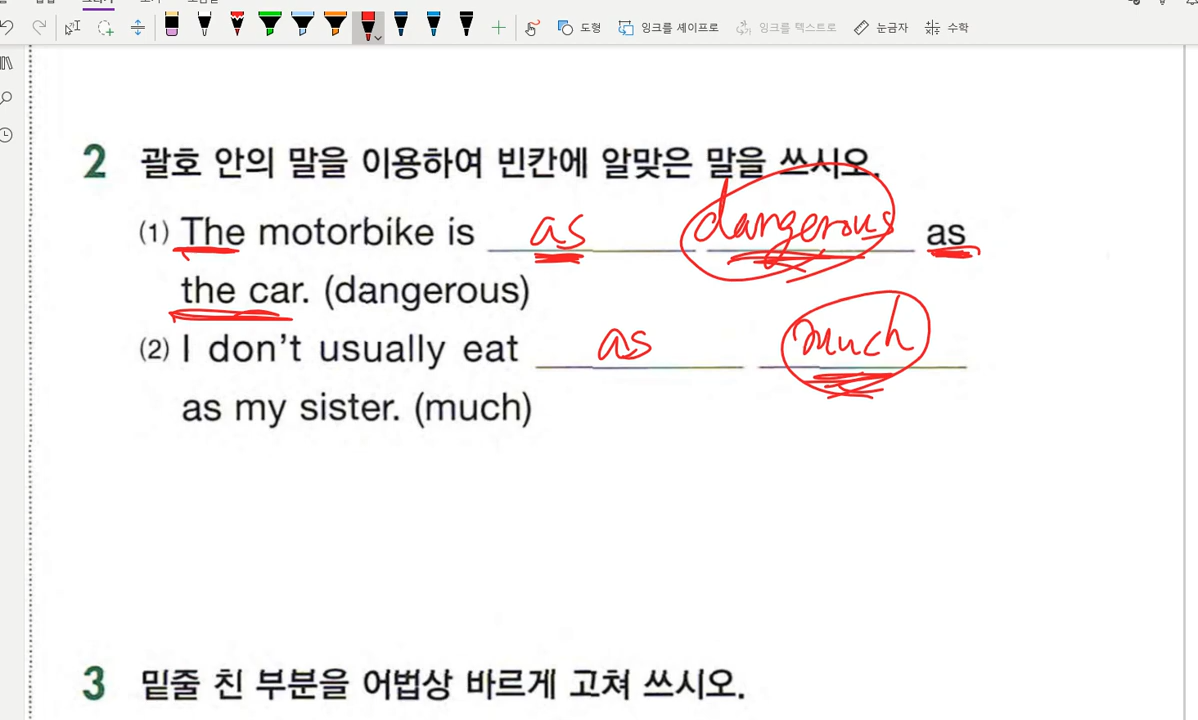 도형 잉크를 셰이프로 잉크를 텍스트로 눈금자 수학
2 괄호 안의 말을 이용하여 빈칸에 알맞은 말을 쓰시오.
(1) The motorbike is as dangerous as
the car. (dangerous)
(2) I don't usually eat as much
as my sister. (much)
3 밑줄 친 부분을 어법상 바르게 고쳐 쓰시오.